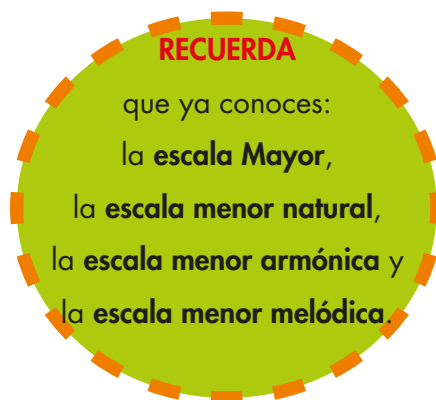 RECUERDA
que ya conoces:
la escala Mayor,
la escala menor natural,
la escala menor armónica y
la escala menor melódica.